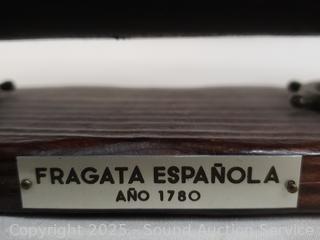 FRAGATA ESPAÑOLA
AÑO 1780
Copyright 2025 - Sound Auction Service